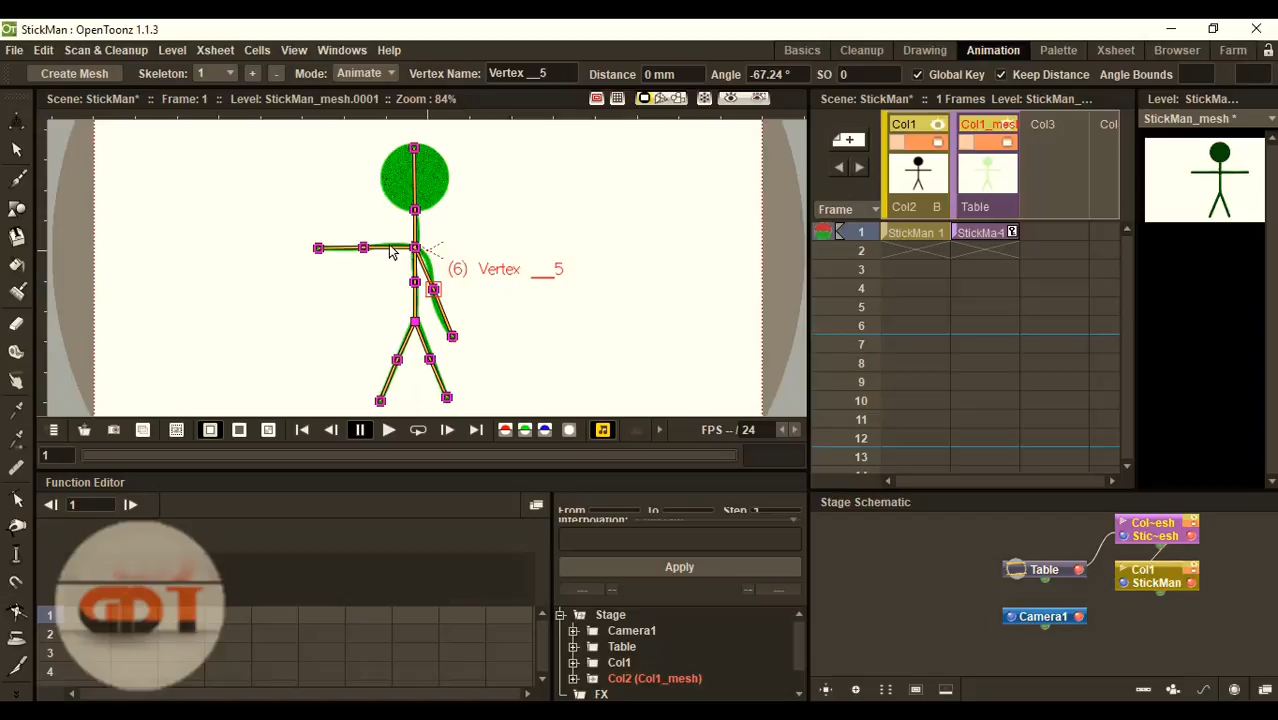 StickMan : OpenToonz 1.1.3
File Edit Scan & Cleanup Level Xsheet Cells View Windows Help
Basics Cleanup Drawing Animation Palette Xsheet Browser Farm
Create Mesh Skeleton: 1 + - Mode: Animate Vertex Name: Vertex __5 Distance 0 mm Angle -67.24 ° SO 0 Global Key Keep Distance Angle Bounds
Scene: StickMan* :: Frame: 1 :: Level: StickMan_mesh.0001 :: Zoom : 84%
Scene: StickMan* :: 1 Frames :: Level: StickMan_...
Level: StickMa...
StickMan_mesh *
Col1 Col1_mesh Col3 Col
(6) Vertex __5
Frame Col2 B Table
1 StickMan 1 StickMa4
2
3
4
5
6
7
8
9
10
11
12
13
FPS -- / 24
1
Function Editor
1
1
2
3
4
GDT
From To Step
Interpolation:
Apply
Stage
Camera1
Table
Col1
Col2 (Col1_mesh)
FX
Stage Schematic
Col~esh
Stic~esh
Table
Col1
StickMan
Camera1